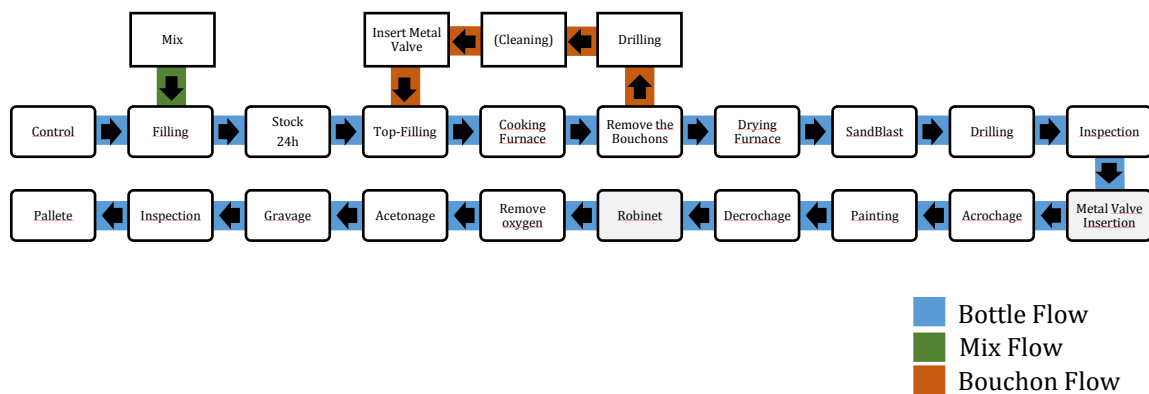 Mix
Insert Metal
Valve
(Cleaning)
Drilling
Control
Filling
Stock
24h
Top-Filling
Cooking
Furnace
Remove the
Bouchons
Drying
Furnace
SandBlast
Drilling
Inspection
Pallete
Inspection
Gravage
Acetonage
Remove
oxygen
Robinet
Decrochage
Painting
Acrochage
Metal Valve
Insertion
Bottle Flow
Mix Flow
Bouchon Flow